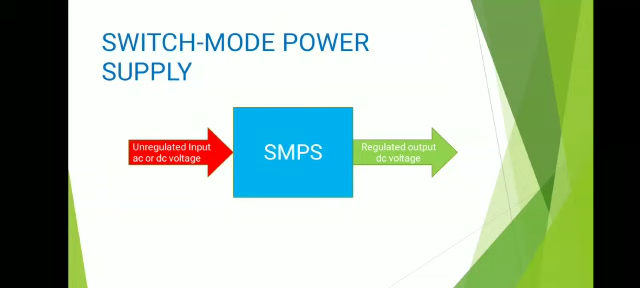 SWITCH-MODE POWER
SUPPLY
Unregulated Input
ac or dc voltage
SMPS
Regulated output
dc voltage